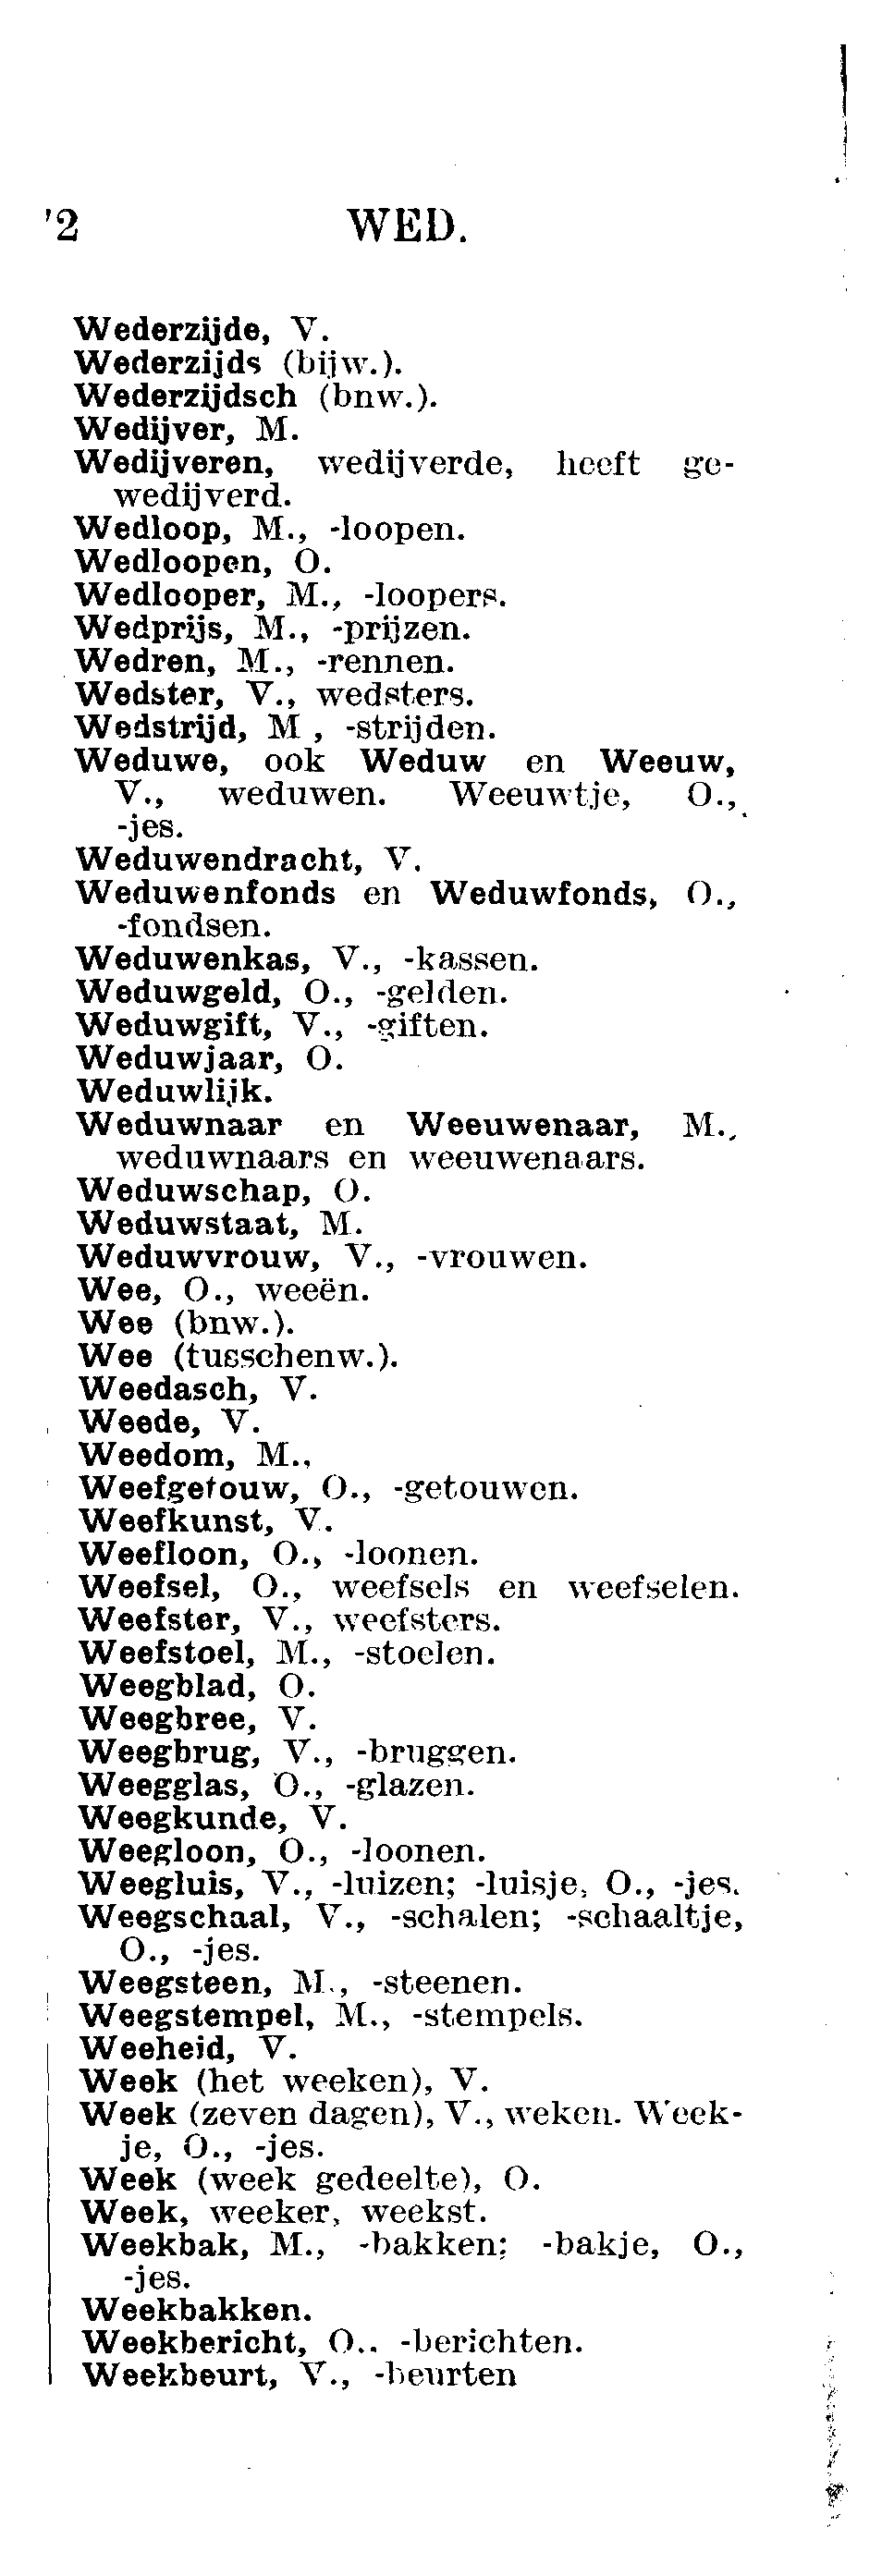 '2 WED.
Wederzijde, V.
Wederzijds (bijw.).
Wederzijdsch (bnw.).
Wedijver, M.
Wedijveren, wedijverde, heeft ge-
wedijverd.
Wedloop, M., -loopen.
Wedloopen, O.
Wedlooper, M., -loopers.
Wedprijs, M., -prijzen.
Wedren, M., -rennen.
Wedster, V., wedsters.
Wedstrijd, M , -strijden.
Weduwe, ook Weduw en Weeuw,
V., weduwen. Weeuwtje, O.,
-jes.
Weduwendracht, V.
Weduwenfonds en Weduwfonds, O.,
-fondsen.
Weduwenkas, V., -kassen.
Weduwgeld, O., -gelden.
Weduwgift, V., -giften.
Weduwjaar, O.
Weduwlijk.
Weduwnaar en Weeuwenaar, M.,
weduwnaars en weeuwenaars.
Weduwschap, O.
Weduwstaat, M.
Weduwvrouw, V., -vrouwen.
Wee, O., weeën.
Wee (bnw.).
Wee (tusschenw.).
Weedasch, V.
Weede, V.
Weedom, M.,
Weefgetouw, O., -getouwen.
Weefkunst, V.
Weefloon, O., -loonen.
Weefsel, O., weefsels en weefselen.
Weefster, V., weefsters.
Weefstoel, M., -stoelen.
Weegblad, O.
Weegbree, V.
Weegbrug, V., -bruggen.
Weegglas, O., -glazen.
Weegkunde, V.
Weegloon, O., -loonen.
Weegluis, V., -luizen; -luisje, O., -jes.
Weegschaal, V., -schalen; -schaaltje,
O., -jes.
Weegsteen, M., -steenen.
Weegstempel, M., -stempels.
Weeheid, V.
Week (het weeken), V.
Week (zeven dagen), V., weken. Week-
je, O., -jes.
Week (week gedeelte), O.
Week, weeker, weekst.
Weekbak, M., -bakken; -bakje, O.,
-jes.
Weekbakken.
Weekbericht, O.. -berichten.
Weekbeurt, V., -beurten